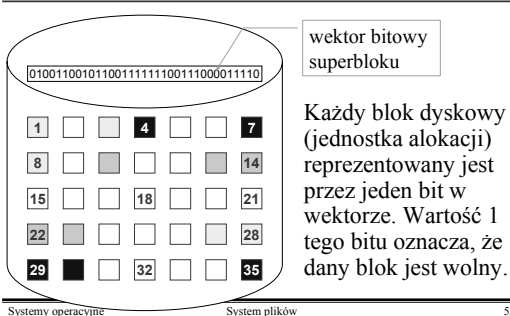 wektor bitowy
superbloku
010011001011001111111001110000011110
1 4 7
8 14
15 18 21
22 28
29 32 35
Każdy blok dyskowy
(jednostka alokacji)
reprezentowany jest
przez jeden bit w
wektorze. Wartość 1
tego bitu oznacza, że
dany blok jest wolny.
Systemy operacyjne System plików